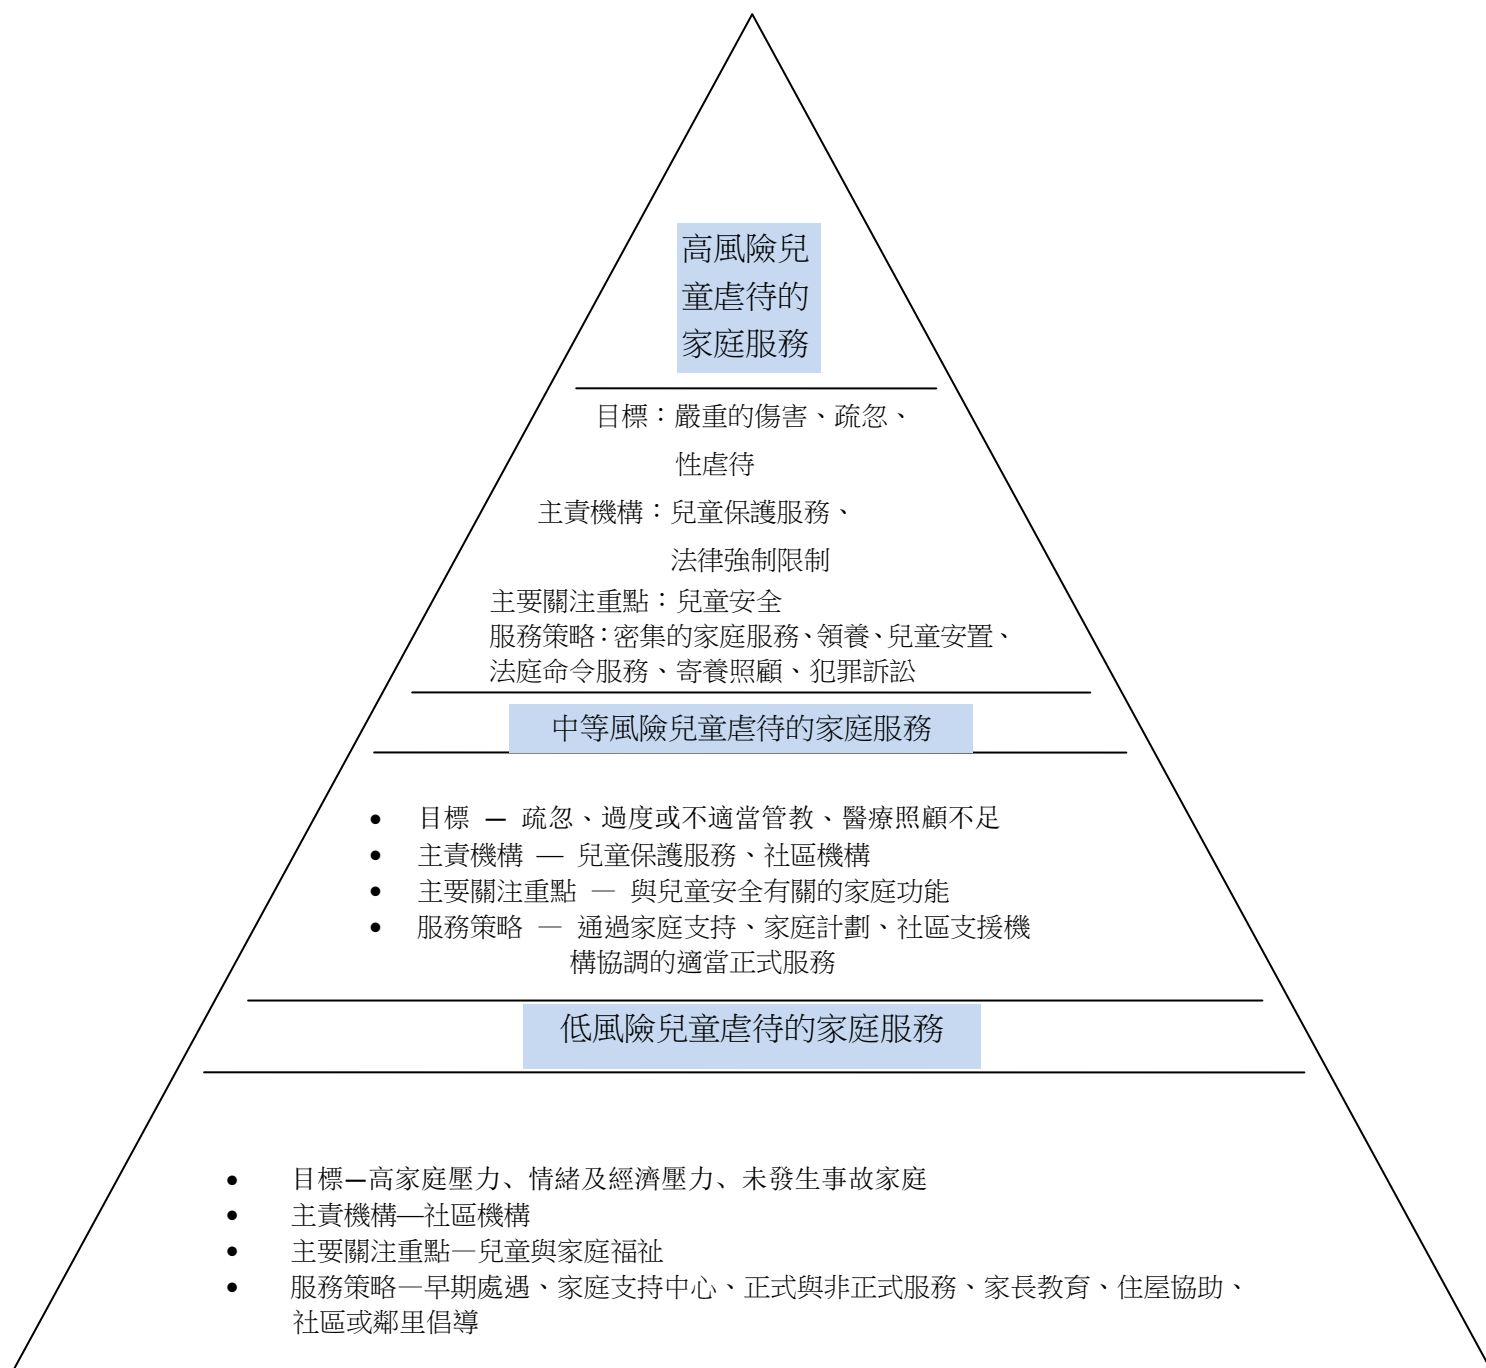 高風險兒
童虐待的
家庭服務
目標：嚴重的傷害、疏忽、
性虐待
主責機構：兒童保護服務、
法律強制限制
主要關注重點：兒童安全
服務策略：密集的家庭服務、領養、兒童安置、
法庭命令服務、寄養照顧、犯罪訴訟
中等風險兒童虐待的家庭服務
• 目標 — 疏忽、過度或不適當管教、醫療照顧不足
• 主責機構 — 兒童保護服務、社區機構
• 主要關注重點 — 與兒童安全有關的家庭功能
• 服務策略 — 通過家庭支持、家庭計劃、社區支援機
構協調的適當正式服務
低風險兒童虐待的家庭服務
• 目標—高家庭壓力、情緒及經濟壓力、未發生事故家庭
• 主責機構—社區機構
• 主要關注重點—兒童與家庭福祉
• 服務策略—早期處遇、家庭支持中心、正式與非正式服務、家長教育、住屋協助、
社區或鄰里倡導